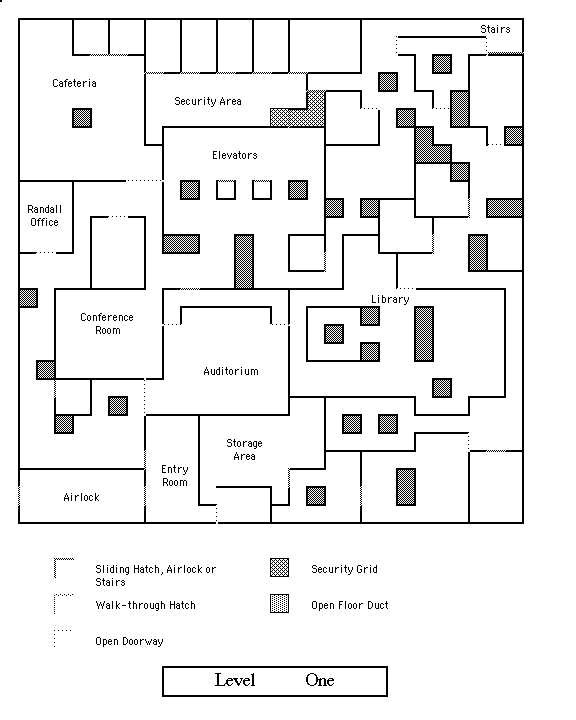 Stairs
Cafeteria
Security Area
Elevators
Randall
Office
Library
Conference
Room
Auditorium
Storage
Area
Entry
Room
Airlock
Sliding Hatch, Airlock or
Stairs
Security Grid
Walk-through Hatch
Open Floor Duct
Open Doorway
Level One